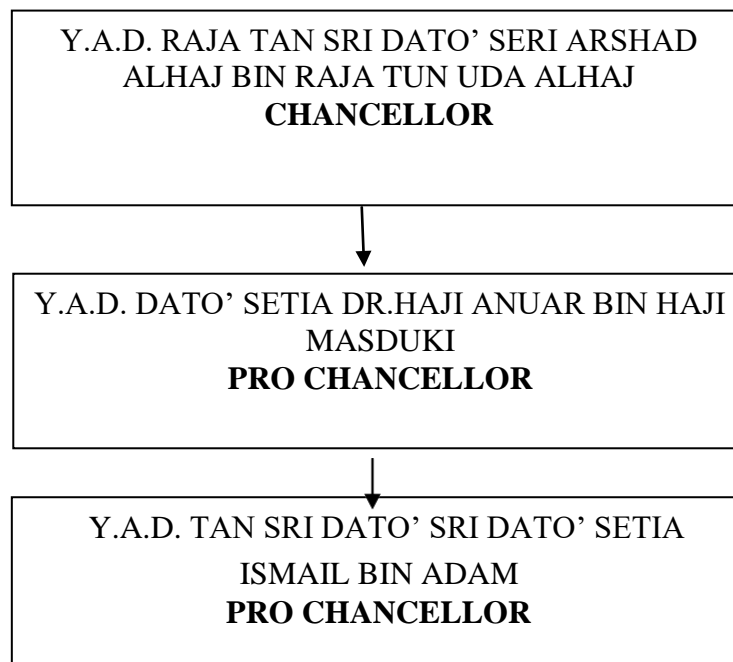 Y.A.D. RAJA TAN SRI DATO’ SERI ARSHAD
ALHAJ BIN RAJA TUN UDA ALHAJ
CHANCELLOR
Y.A.D. DATO’ SETIA DR.HAJI ANUAR BIN HAJI
MASDUKI
PRO CHANCELLOR
Y.A.D. TAN SRI DATO’ SRI DATO’ SETIA
ISMAIL BIN ADAM
PRO CHANCELLOR